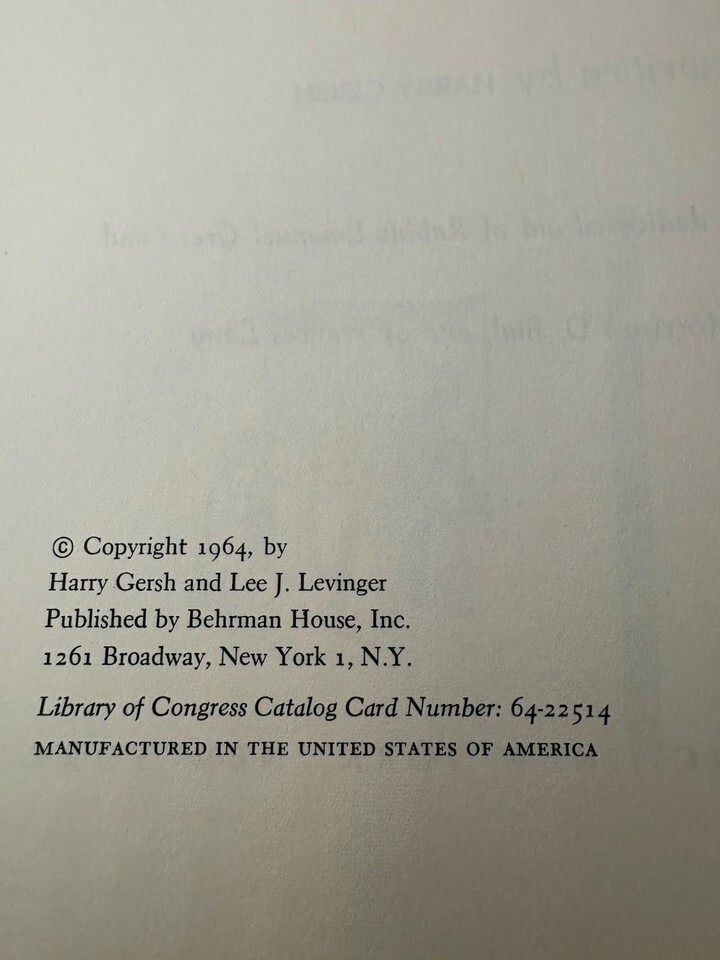 © Copyright 1964, by
Harry Gersh and Lee J. Levinger
Published by Behrman House, Inc.
1261 Broadway, New York 1, N.Y.
Library of Congress Catalog Card Number: 64-22514
MANUFACTURED IN THE UNITED STATES OF AMERICA